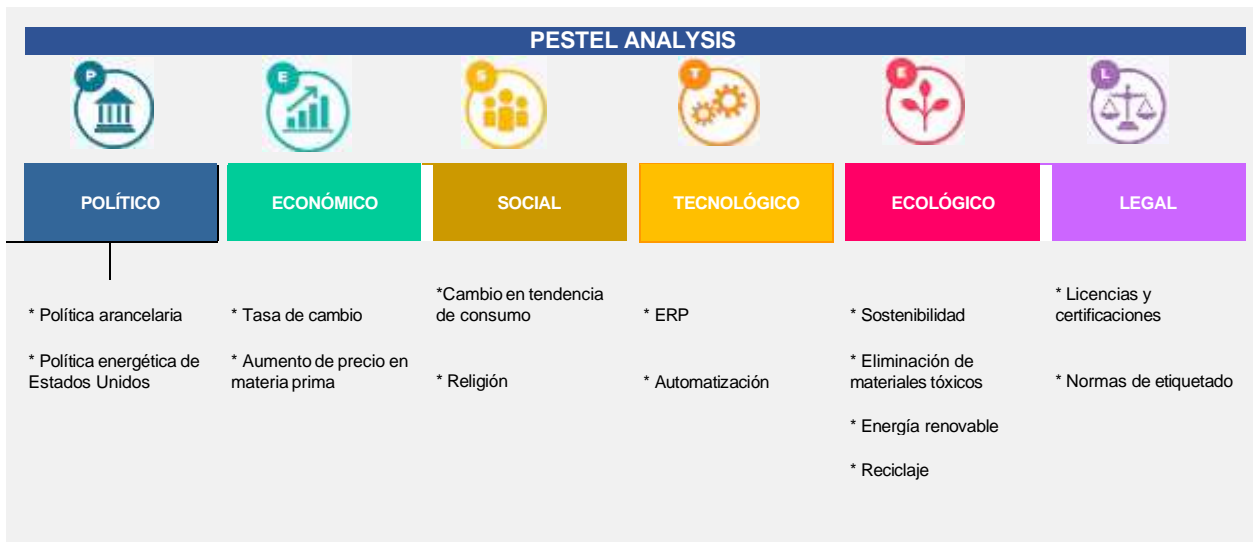 PESTEL ANALYSIS
P
E
S
T
E
L
POLÍTICO
ECONÓMICO
SOCIAL
TECNOLÓGICO
ECOLÓGICO
LEGAL
* Política arancelaria
* Política energética de
Estados Unidos
* Tasa de cambio
* Aumento de precio en
materia prima
*Cambio en tendencia
de consumo
* Religión
* ERP
* Automatización
* Sostenibilidad
* Eliminación de
materiales tóxicos
* Energía renovable
* Reciclaje
* Licencias y
certificaciones
* Normas de etiquetado